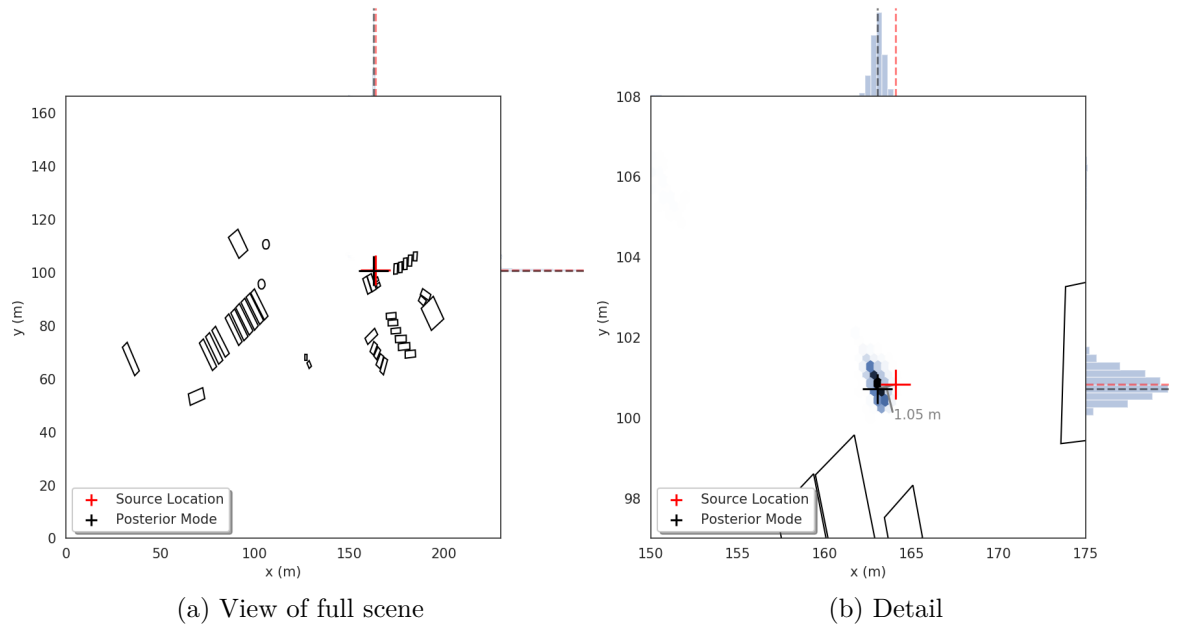 160
140
120
100
80
60
40
20
0
y (m)
0 50 100 150 200
x (m)
Source Location
Posterior Mode
(a) View of full scene
108
106
104
102
100
98
y (m)
1.05 m
150 155 160 165 170 175
x (m)
Source Location
Posterior Mode
(b) Detail